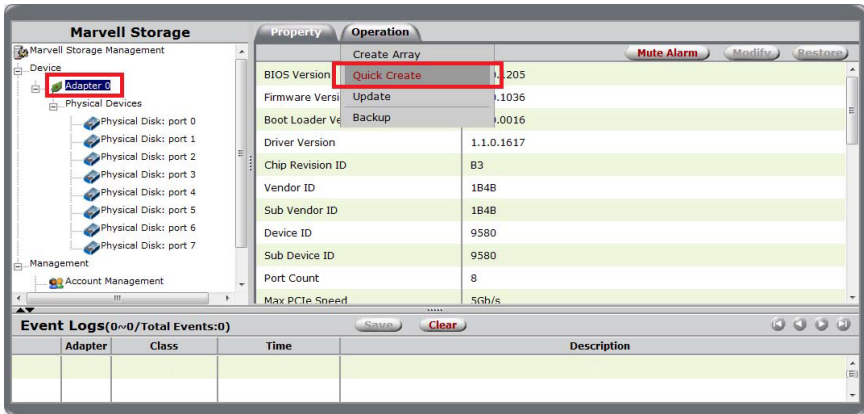 Marvell Storage
Property
Operation
Marvell Storage Management
Device
Adapter 0
Physical Devices
Physical Disk: port 0
Physical Disk: port 1
Physical Disk: port 2
Physical Disk: port 3
Physical Disk: port 4
Physical Disk: port 5
Physical Disk: port 6
Physical Disk: port 7
Management
Account Management
Create Array
Quick Create
Update
Backup
Mute Alarm
Modify
Restore
BIOS Version .1205
Firmware Versi .1036
Boot Loader Ve .0016
Driver Version 1.1.0.1617
Chip Revision ID B3
Vendor ID 1B4B
Sub Vendor ID 1B4B
Device ID 9580
Sub Device ID 9580
Port Count 8
Max PCIe Speed 5Gb/s
Event Logs(0~0/Total Events:0)
Save
Clear
Adapter Class Time Description